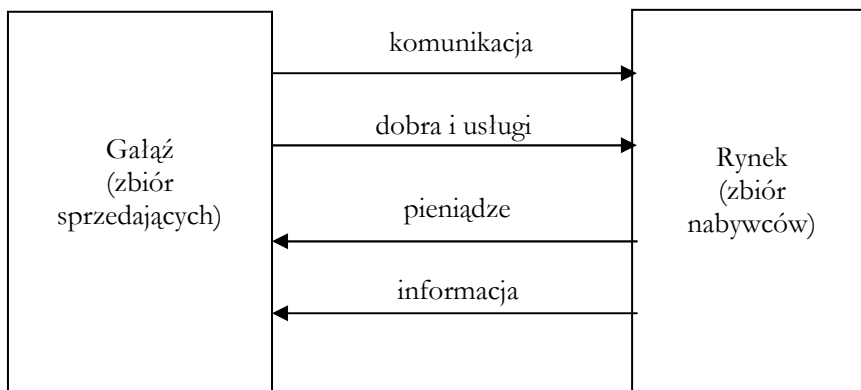 komunikacja
dobra i usługi
Gałąź
(zbiór
sprzedających)
pieniądze
informacja
Rynek
(zbiór
nabywców)